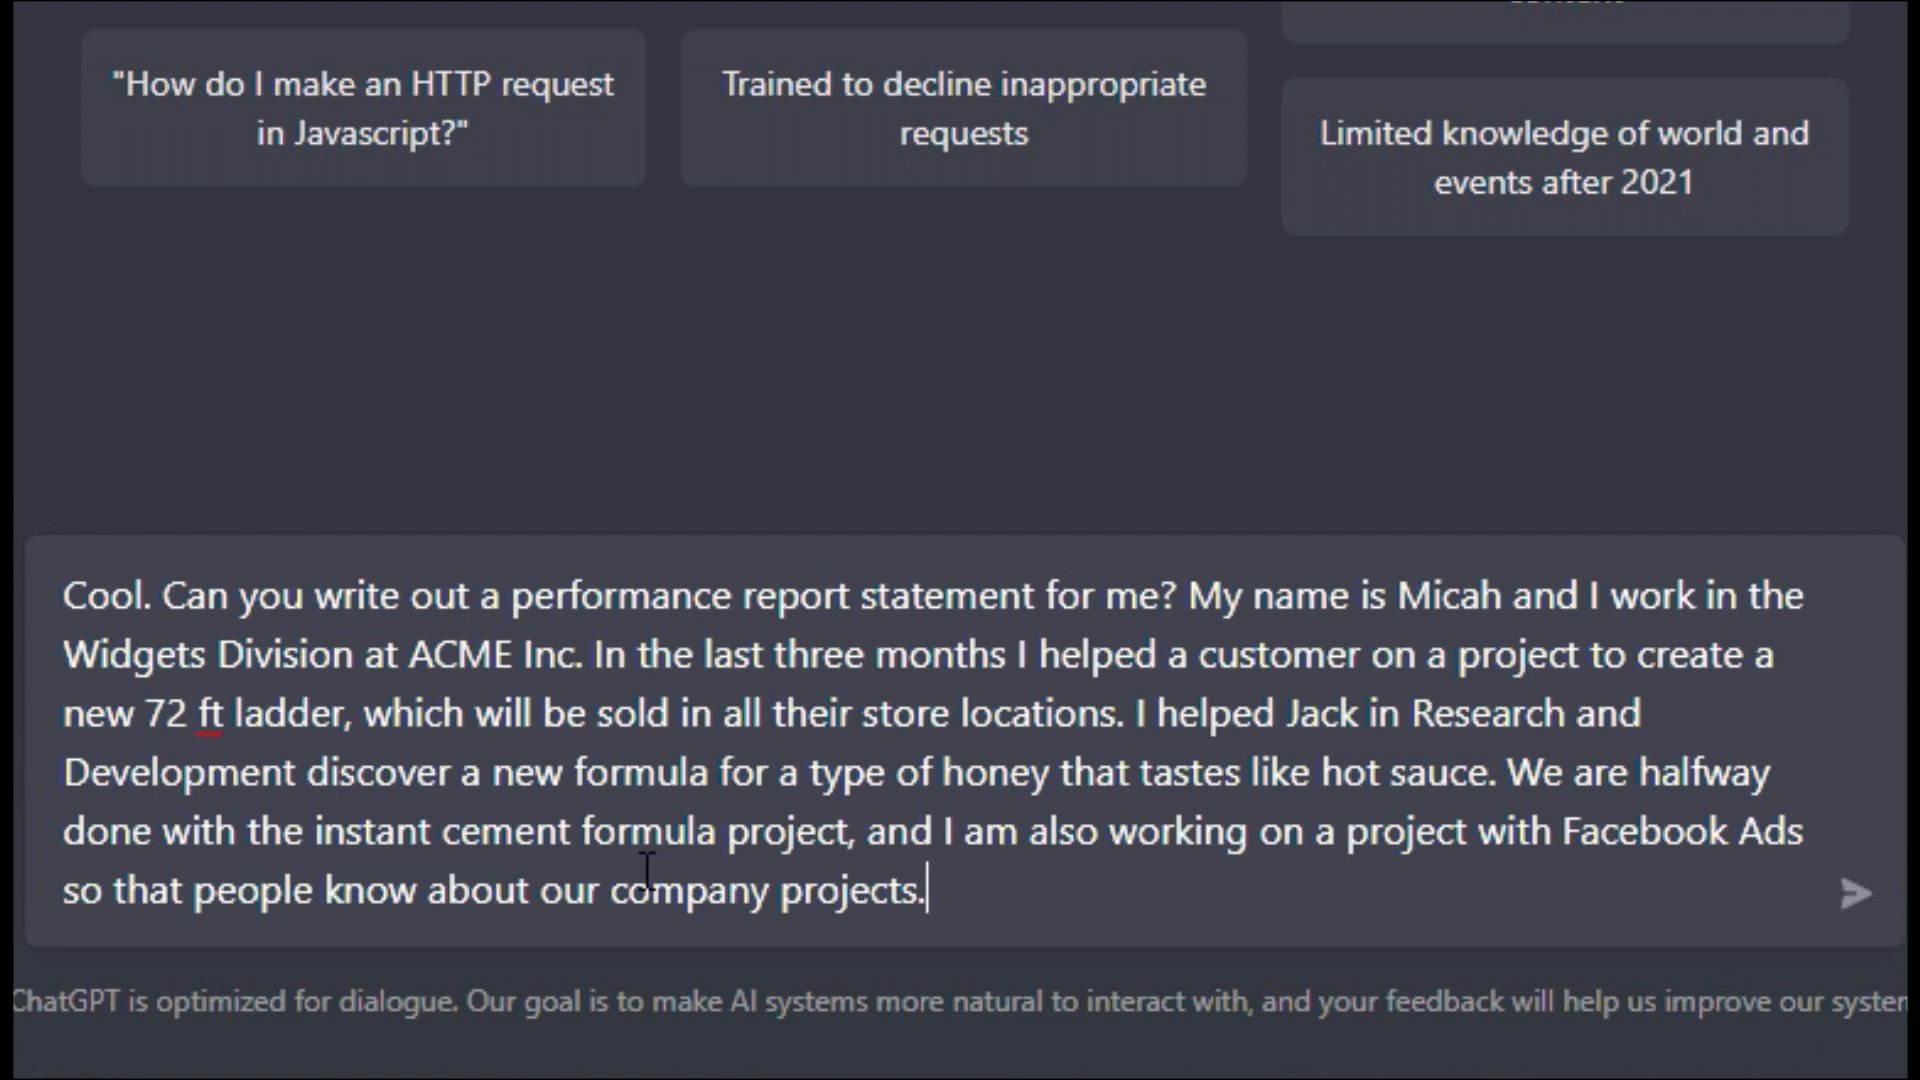 "How do I make an HTTP request
in Javascript?"
Trained to decline inappropriate
requests
Limited knowledge of world and
events after 2021
Cool. Can you write out a performance report statement for me? My name is Micah and I work in the
Widgets Division at ACME Inc. In the last three months I helped a customer on a project to create a
new 72 ft ladder, which will be sold in all their store locations. I helped Jack in Research and
Development discover a new formula for a type of honey that tastes like hot sauce. We are halfway
done with the instant cement formula project, and I am also working on a project with Facebook Ads
so that people know about our company projects.
ChatGPT is optimized for dialogue. Our goal is to make AI systems more natural to interact with, and your feedback will help us improve our system